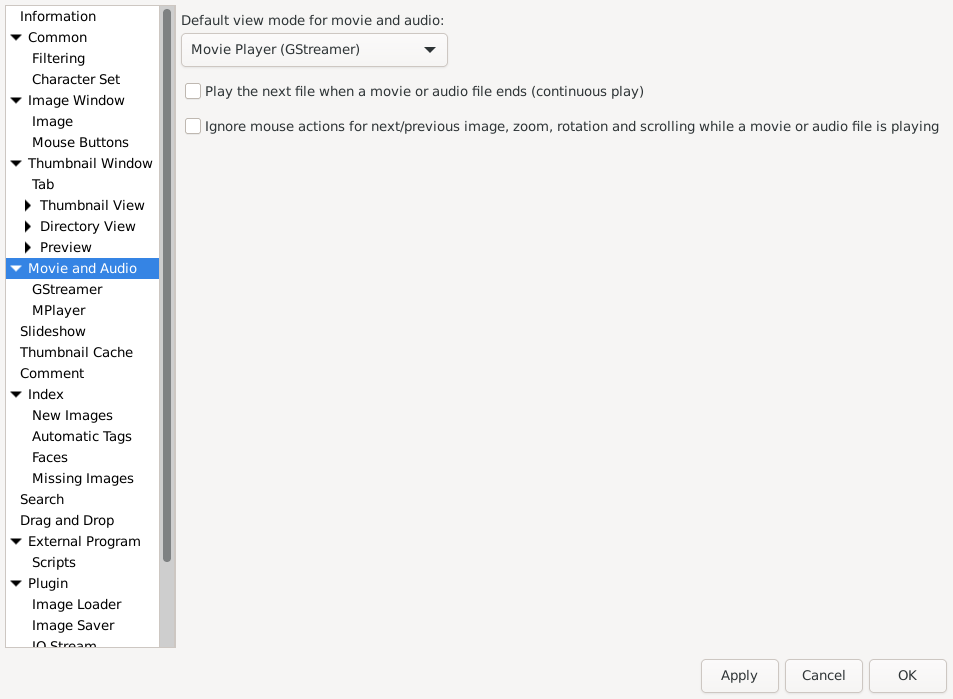 Information
Common
Filtering
Character Set
Image Window
Image
Mouse Buttons
Thumbnail Window
Tab
Thumbnail View
Directory View
Preview
Movie and Audio
GStreamer
MPlayer
Slideshow
Thumbnail Cache
Comment
Index
New Images
Automatic Tags
Faces
Missing Images
Search
Drag and Drop
External Program
Scripts
Plugin
Image Loader
Image Saver
IO Stream
Default view mode for movie and audio:
Movie Player (GStreamer)
Play the next file when a movie or audio file ends (continuous play)
Ignore mouse actions for next/previous image, zoom, rotation and scrolling while a movie or audio file is playing
Apply
Cancel
OK